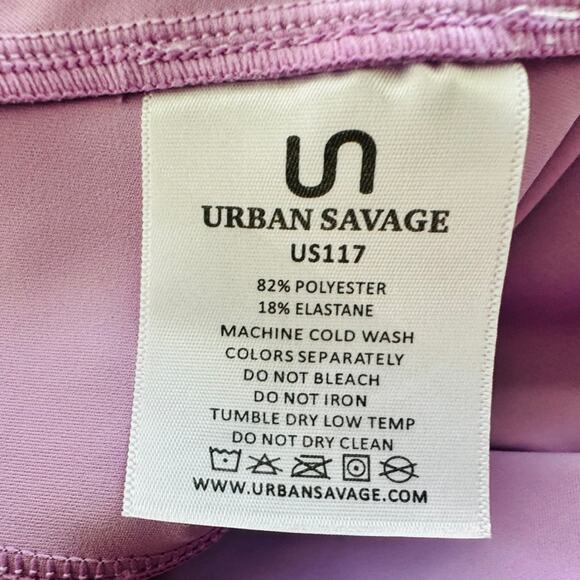 URBAN SAVAGE
US117
82% POLYESTER
18% ELASTANE
MACHINE COLD WASH
COLORS SEPARATELY
DO NOT BLEACH
DO NOT IRON
TUMBLE DRY LOW TEMP
DO NOT DRY CLEAN
WWW.URBANSAVAGE.COM